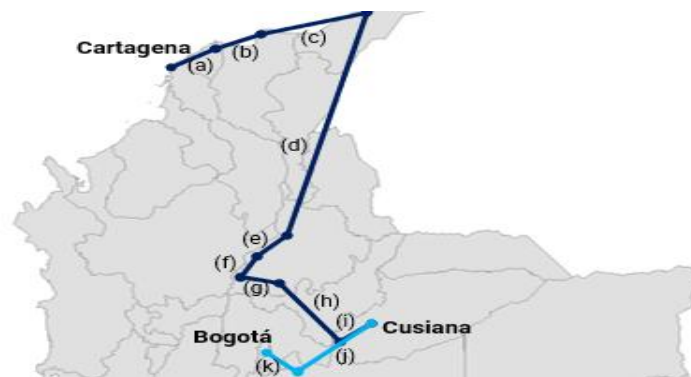 (c)
Cartagena
(b)
(a)
(d)
(e)
(f)
(g)
(h)
(i)
Cusiana
Bogotá
(j)
(k)